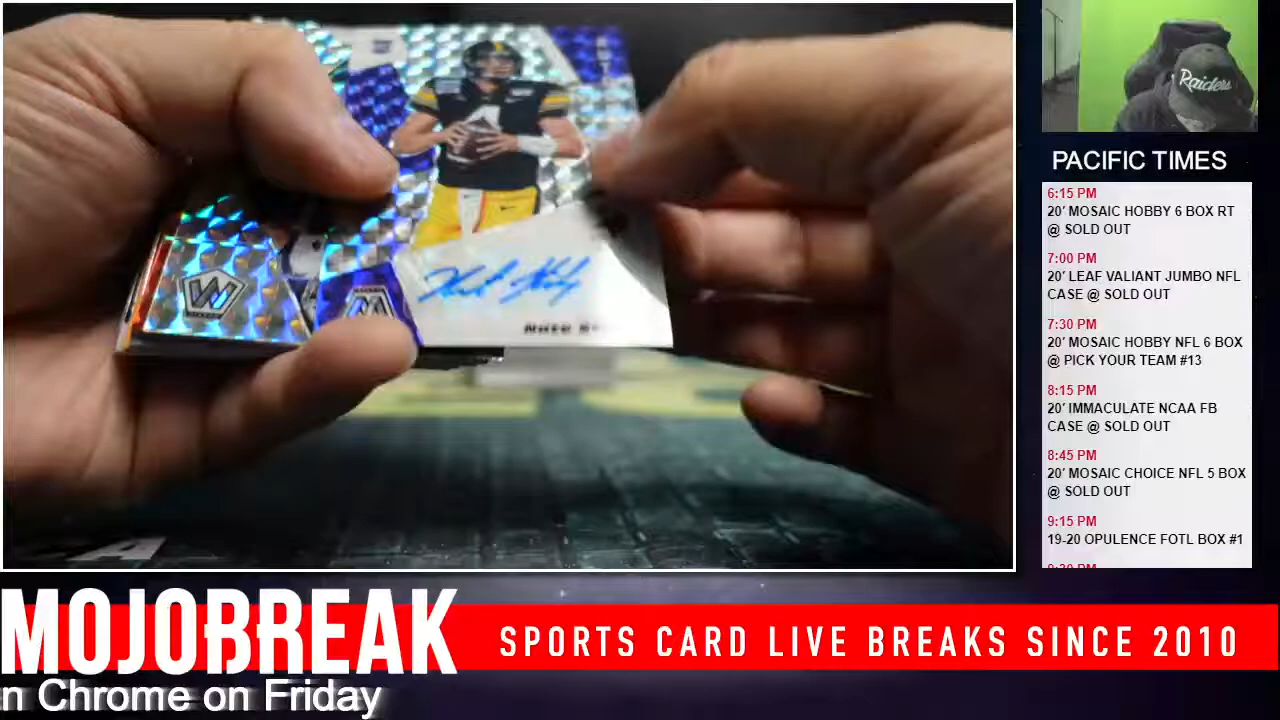 Raiders
PACIFIC TIMES
6:15 PM
20' MOSAIC HOBBY 6 BOX RT
@ SOLD OUT
7:00 PM
20' LEAF VALIANT JUMBO NFL
CASE @ SOLD OUT
7:30 PM
20' MOSAIC HOBBY NFL 6 BOX
@ PICK YOUR TEAM #13
8:15 PM
20' IMMACULATE NCAA FB
CASE @ SOLD OUT
8:45 PM
20' MOSAIC CHOICE NFL 5 BOX
@ SOLD OUT
9:15 PM
19-20 OPULENCE FOTL BOX #1
MOJOBREAK
SPORTS CARD LIVE BREAKS SINCE 2010
n Chrome on Friday